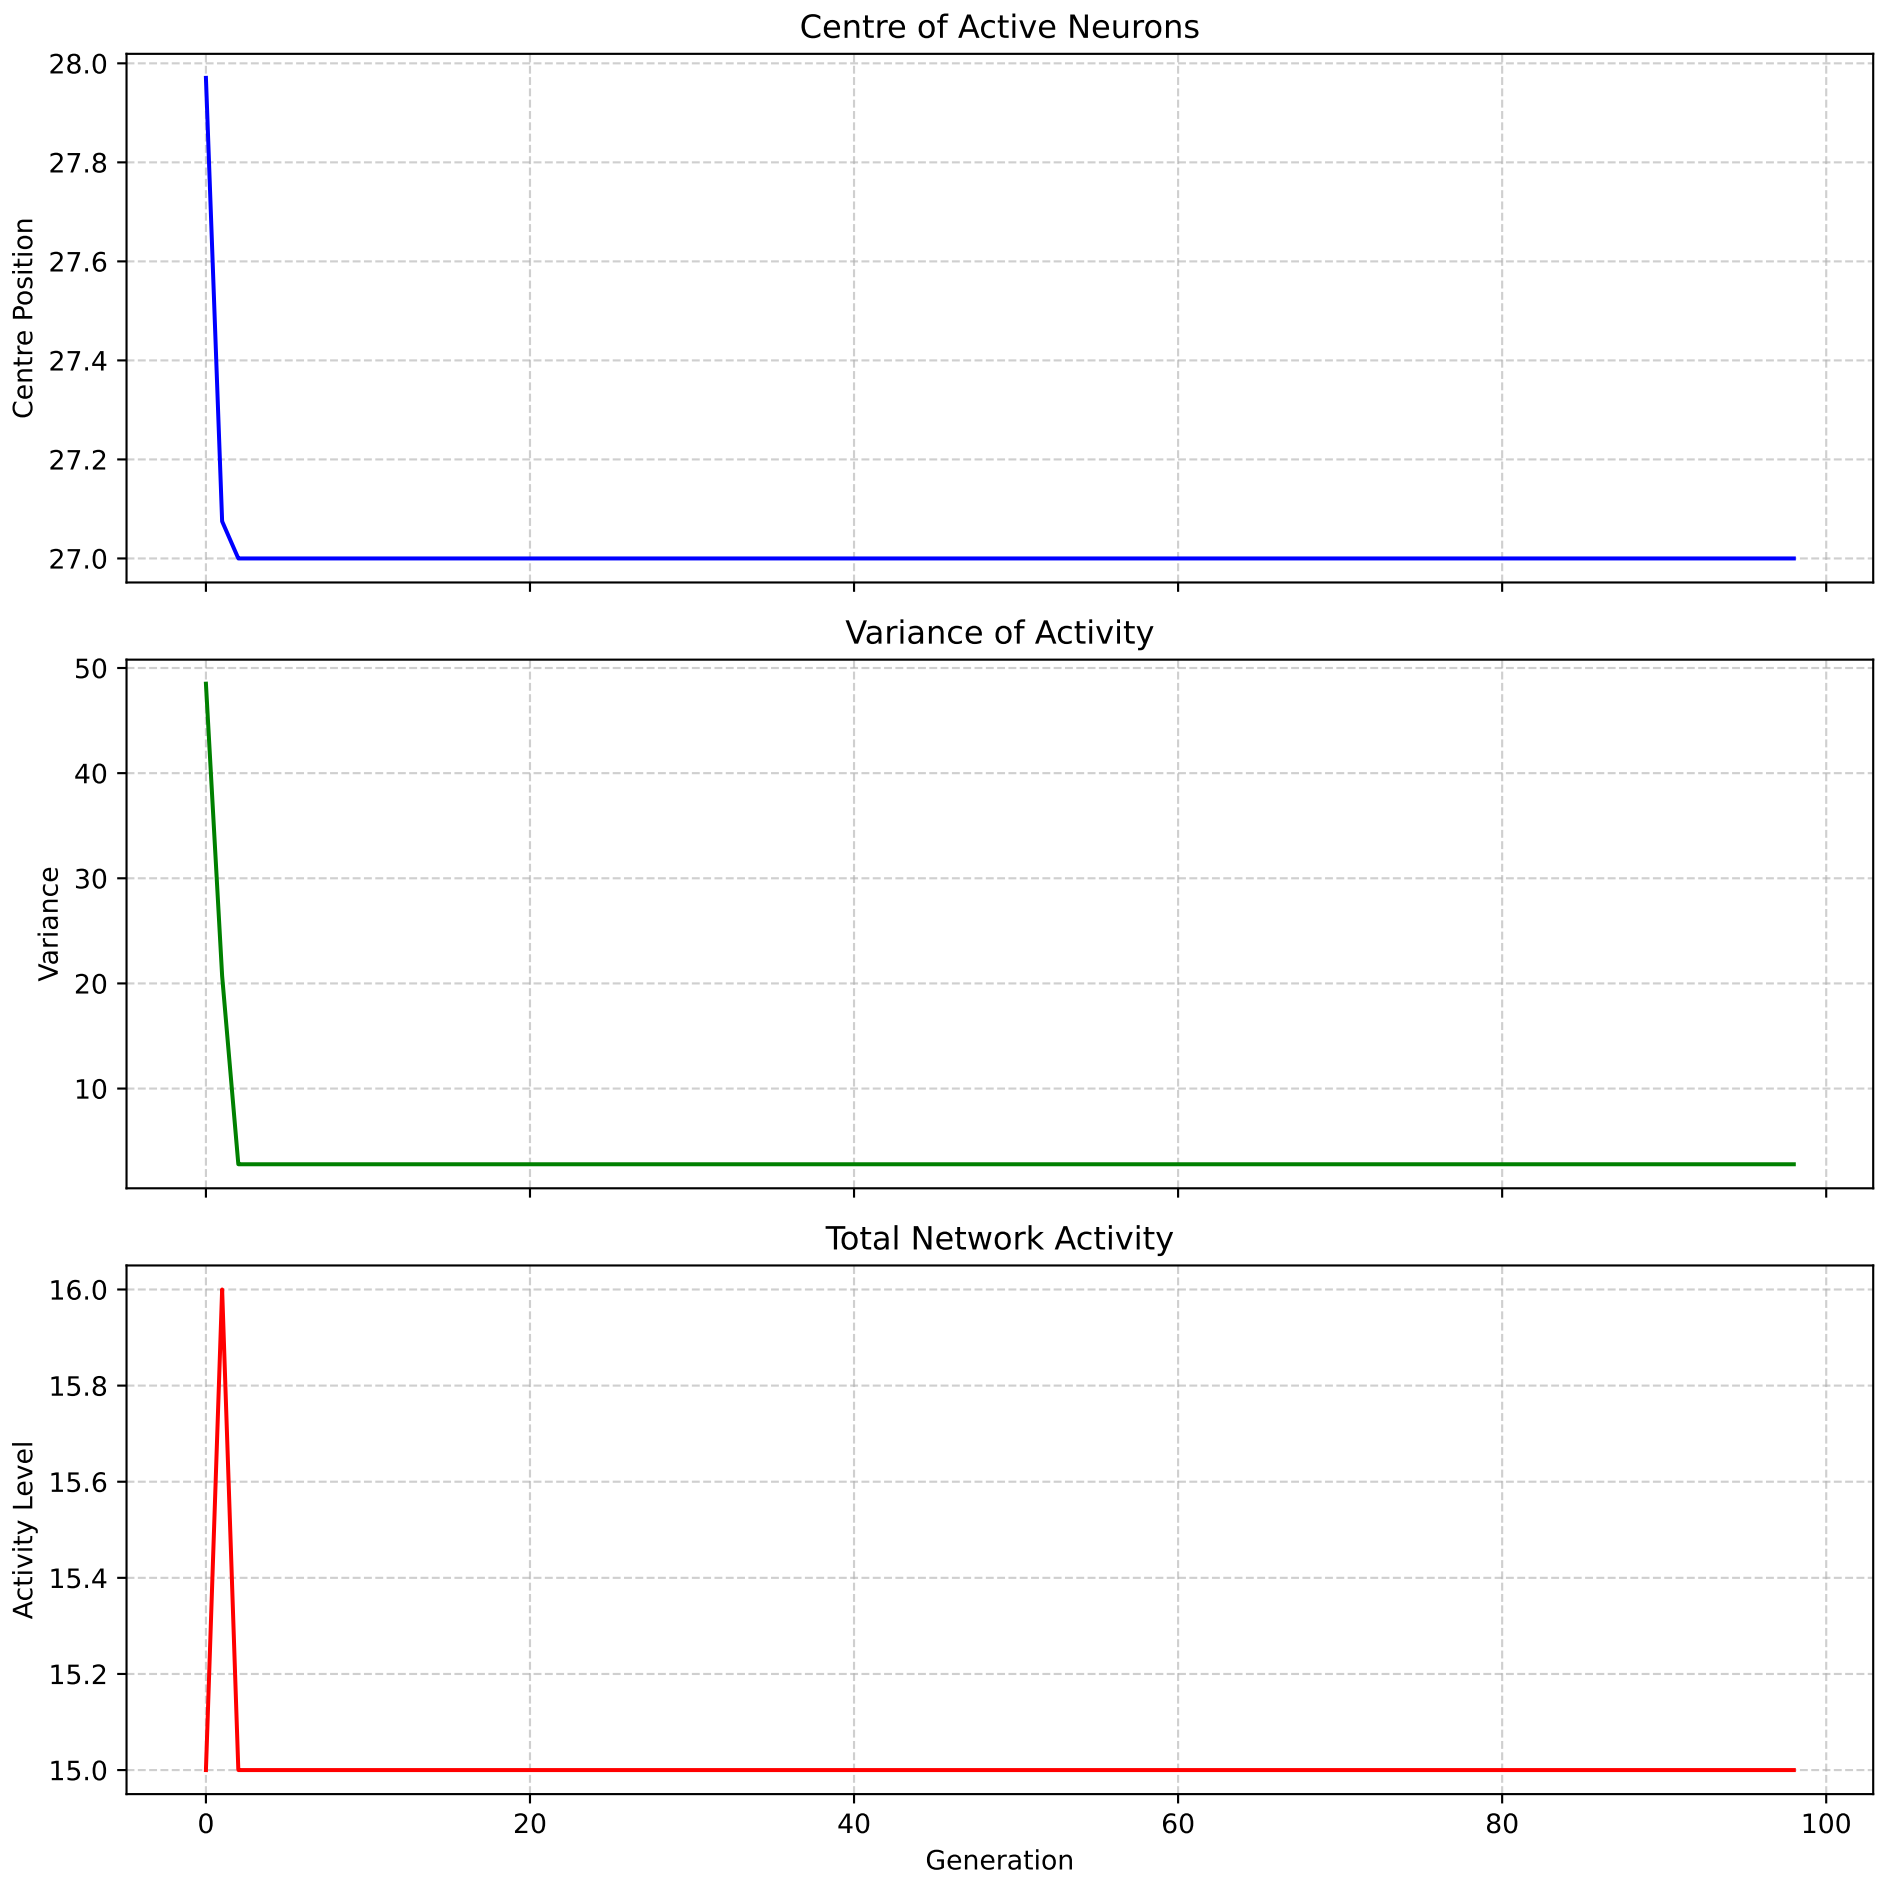 Centre of Active Neurons
28.0
27.8
27.6
27.4
27.2
27.0
Centre Position
Variance of Activity
50
40
30
20
10
Variance
Total Network Activity
16.0
15.8
15.6
15.4
15.2
15.0
Activity Level
0 20 40 60 80 100
Generation